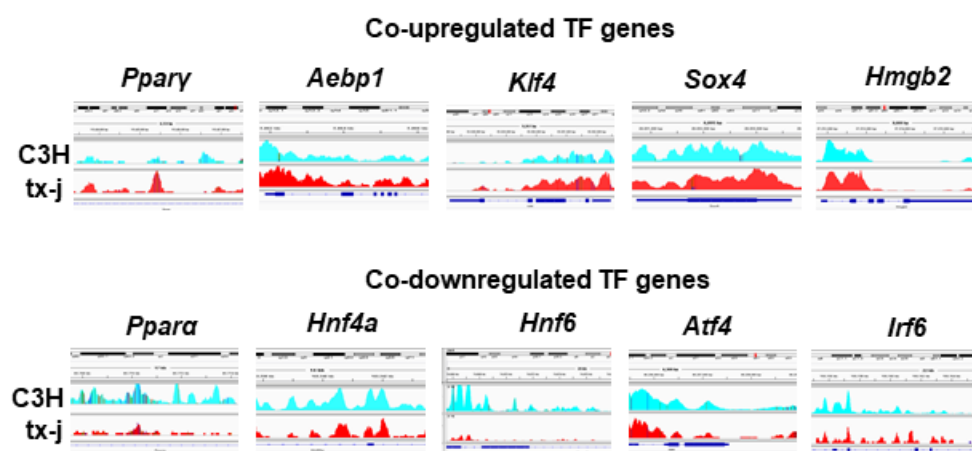 Co-upregulated TF genes
Pparγ Aebp1 Klf4 Sox4 Hmgb2
C3H
tx-j
Co-downregulated TF genes
Pparα Hnf4a Hnf6 Atf4 Irf6
C3H
tx-j